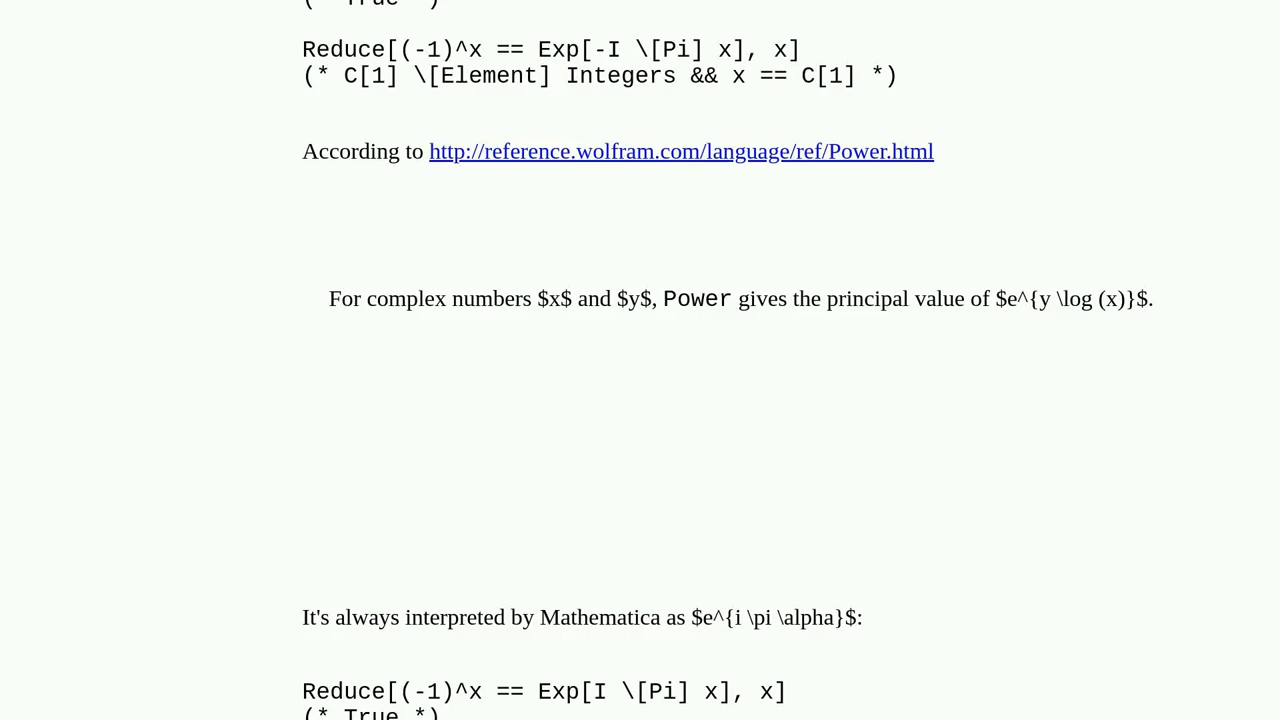 (* True *)
Reduce[(-1)^x == Exp[-I \[Pi] x], x]
(* C[1] \[Element] Integers && x == C[1] *)
According to http://reference.wolfram.com/language/ref/Power.html
For complex numbers $x$ and $y$, Power gives the principal value of $e^{y \log (x)}$.
It's always interpreted by Mathematica as $e^{i \pi \alpha}$:
Reduce[(-1)^x == Exp[I \[Pi] x], x]
(* True *)